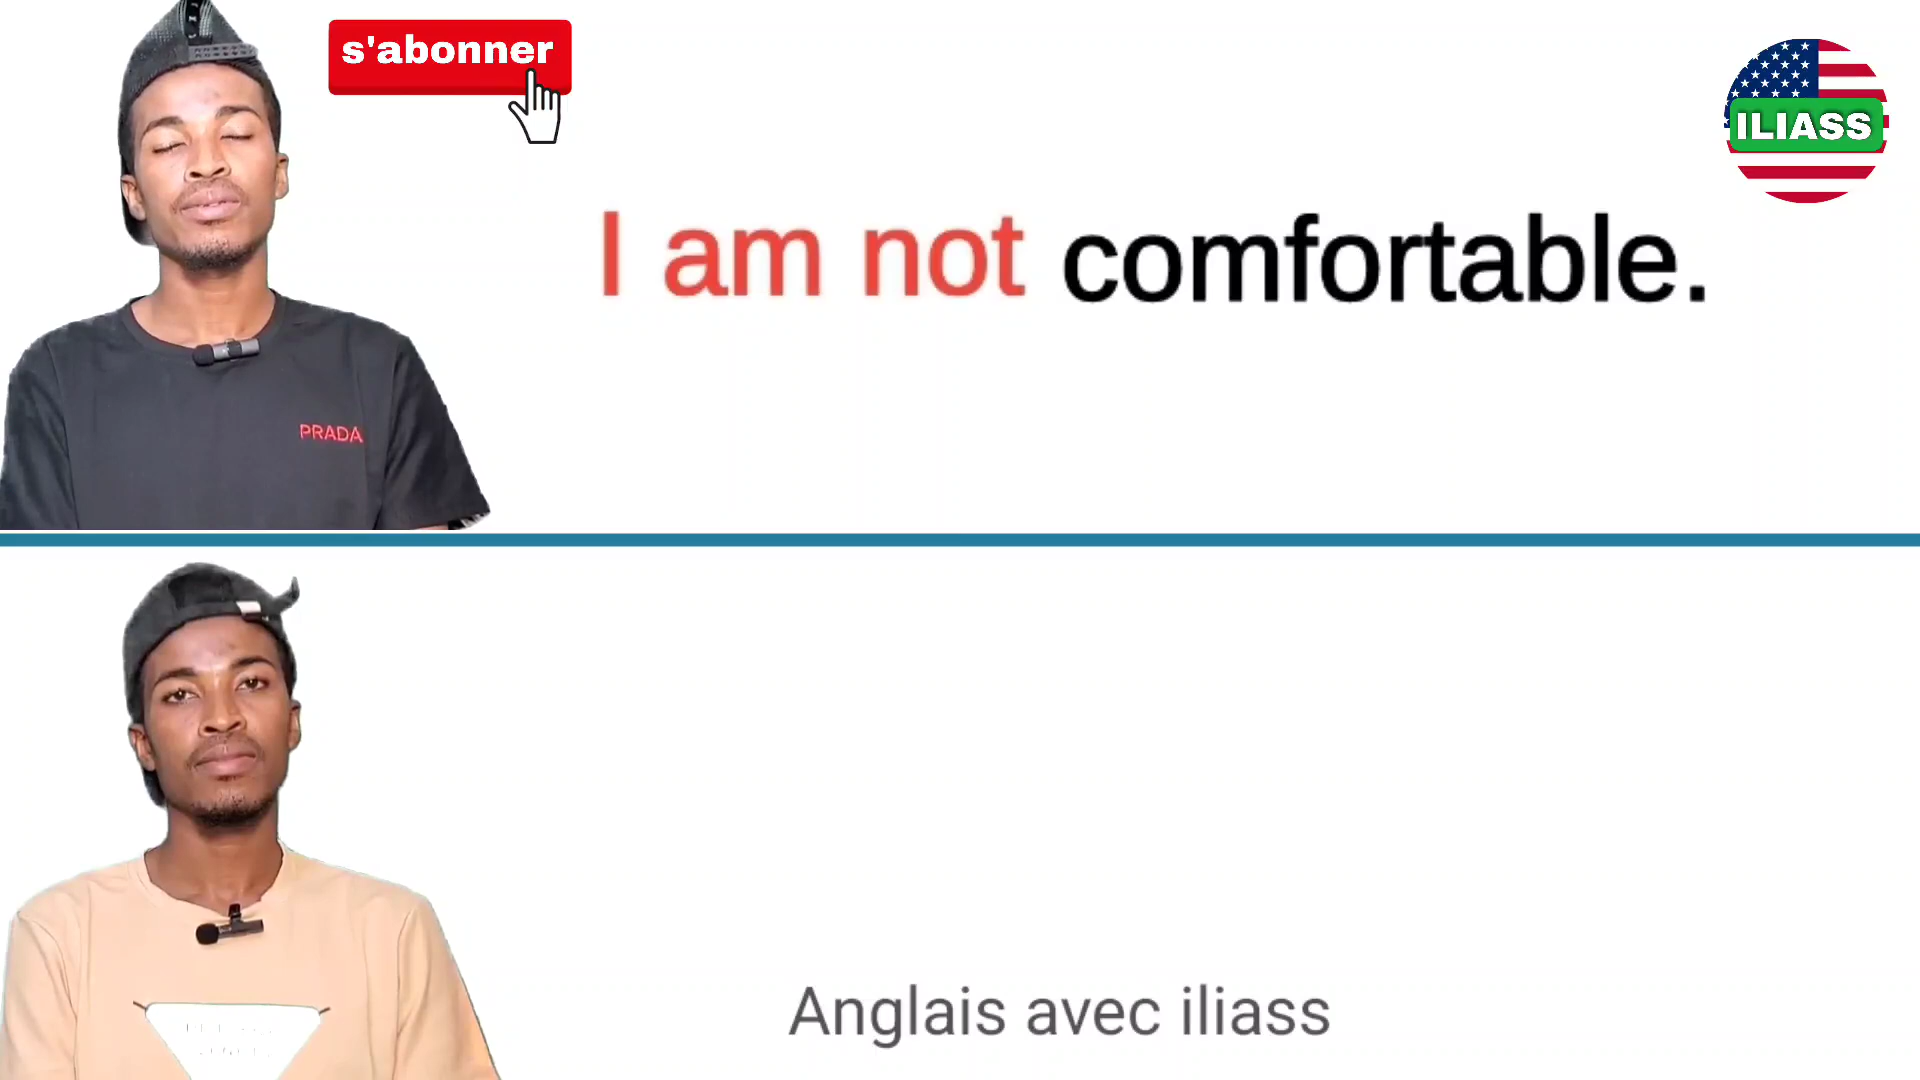 s'abonner
ILIASS
I am not comfortable.
PRADA
Anglais avec iliass